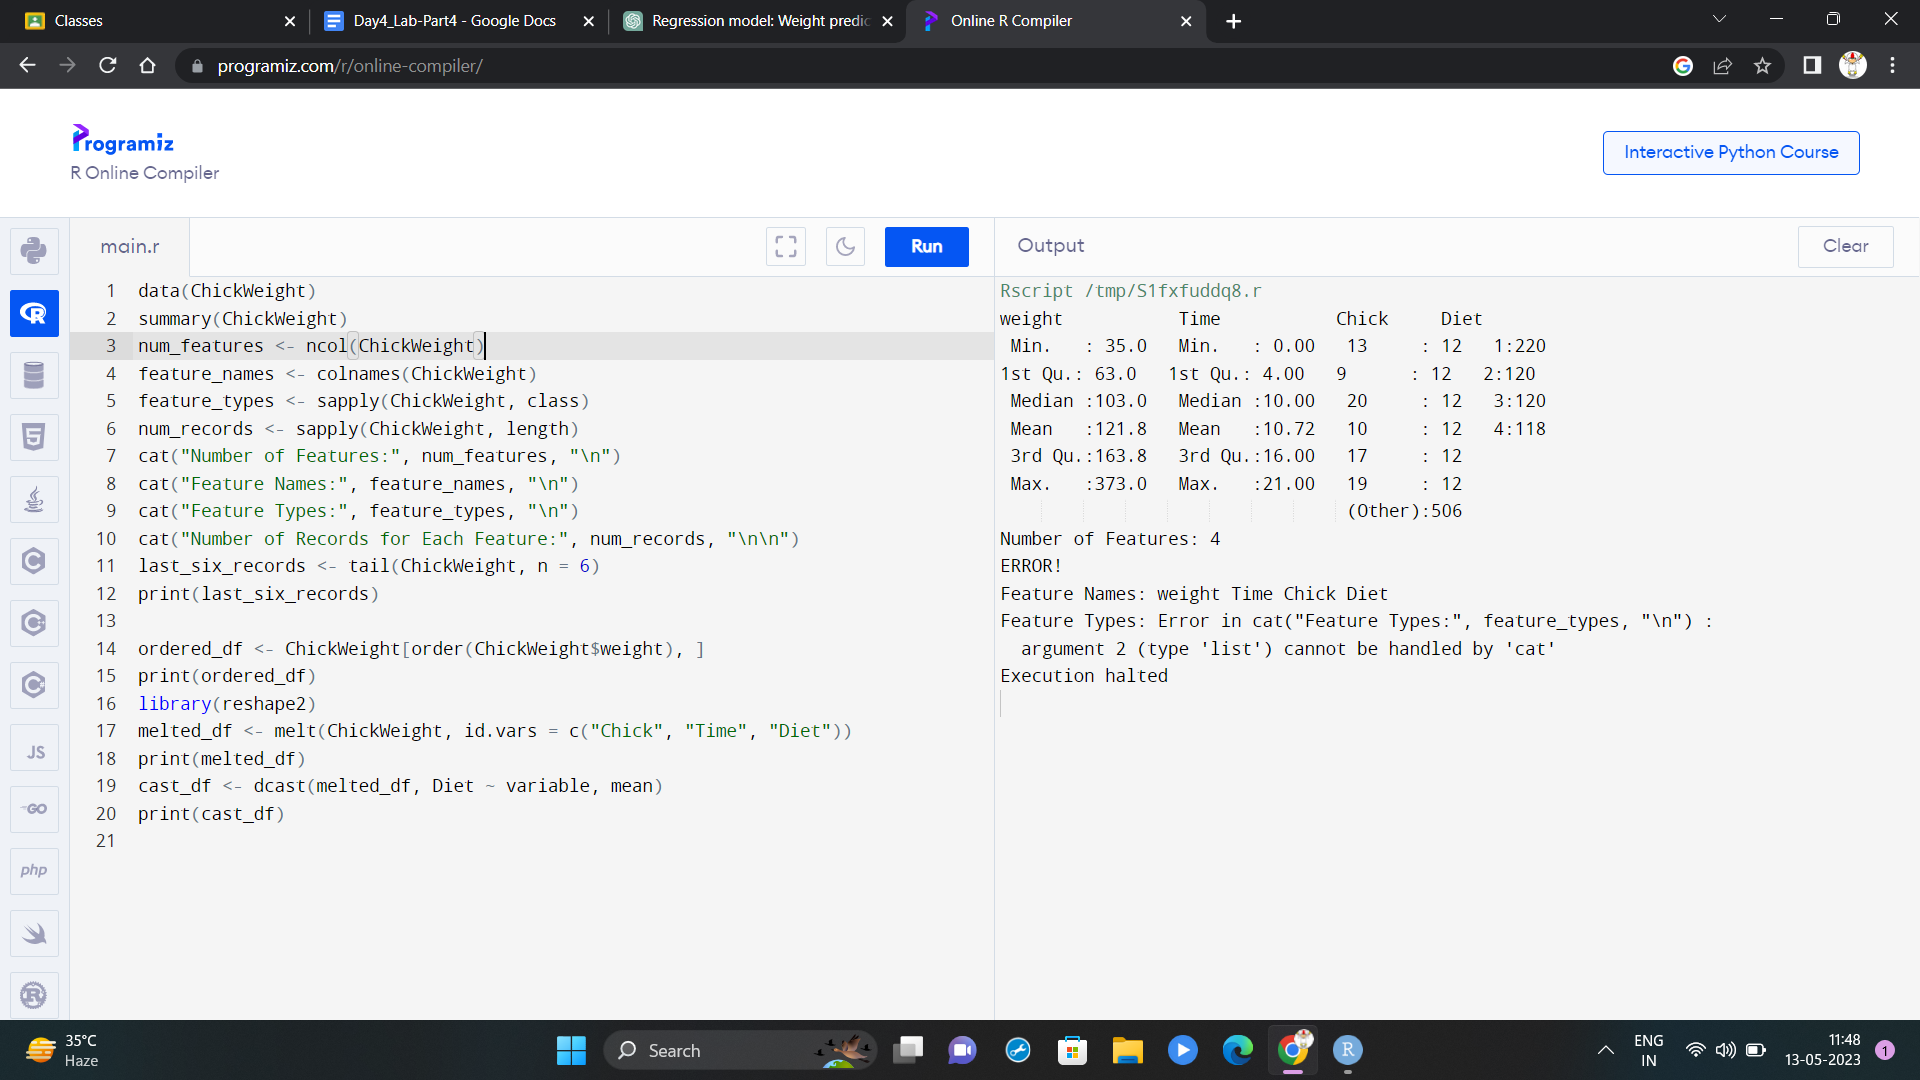 Classes
Day4_Lab-Part4 - Google Docs
Regression model: Weight predic
Online R Compiler
programiz.com/r/online-compiler/
Programiz
R Online Compiler
Interactive Python Course
main.r
Run
Output
Clear
1 data(ChickWeight)
2 summary(ChickWeight)
3 num_features <- ncol(ChickWeight)
4 feature_names <- colnames(ChickWeight)
5 feature_types <- sapply(ChickWeight, class)
6 num_records <- sapply(ChickWeight, length)
7 cat("Number of Features:", num_features, "\n")
8 cat("Feature Names:", feature_names, "\n")
9 cat("Feature Types:", feature_types, "\n")
10 cat("Number of Records for Each Feature:", num_records, "\n\n")
11 last_six_records <- tail(ChickWeight, n = 6)
12 print(last_six_records)
13
14 ordered_df <- ChickWeight[order(ChickWeight$weight), ]
15 print(ordered_df)
16 library(reshape2)
17 melted_df <- melt(ChickWeight, id.vars = c("Chick", "Time", "Diet"))
18 print(melted_df)
19 cast_df <- dcast(melted_df, Diet ~ variable, mean)
20 print(cast_df)
21
Rscript /tmp/S1fxfuddq8.r
weight Time Chick Diet
Min. : 35.0 Min. : 0.00 13 : 12 1:220
1st Qu.: 63.0 1st Qu.: 4.00 9 : 12 2:120
Median :103.0 Median :10.00 20 : 12 3:120
Mean :121.8 Mean :10.72 10 : 12 4:118
3rd Qu.:163.8 3rd Qu.:16.00 17 : 12
Max. :373.0 Max. :21.00 19 : 12
(Other):506
Number of Features: 4
ERROR!
Feature Names: weight Time Chick Diet
Feature Types: Error in cat("Feature Types:", feature_types, "\n") :
argument 2 (type 'list') cannot be handled by 'cat'
Execution halted
JS
GO
php
35°C
Haze
Search
ENG
IN
11:48
13-05-2023
1